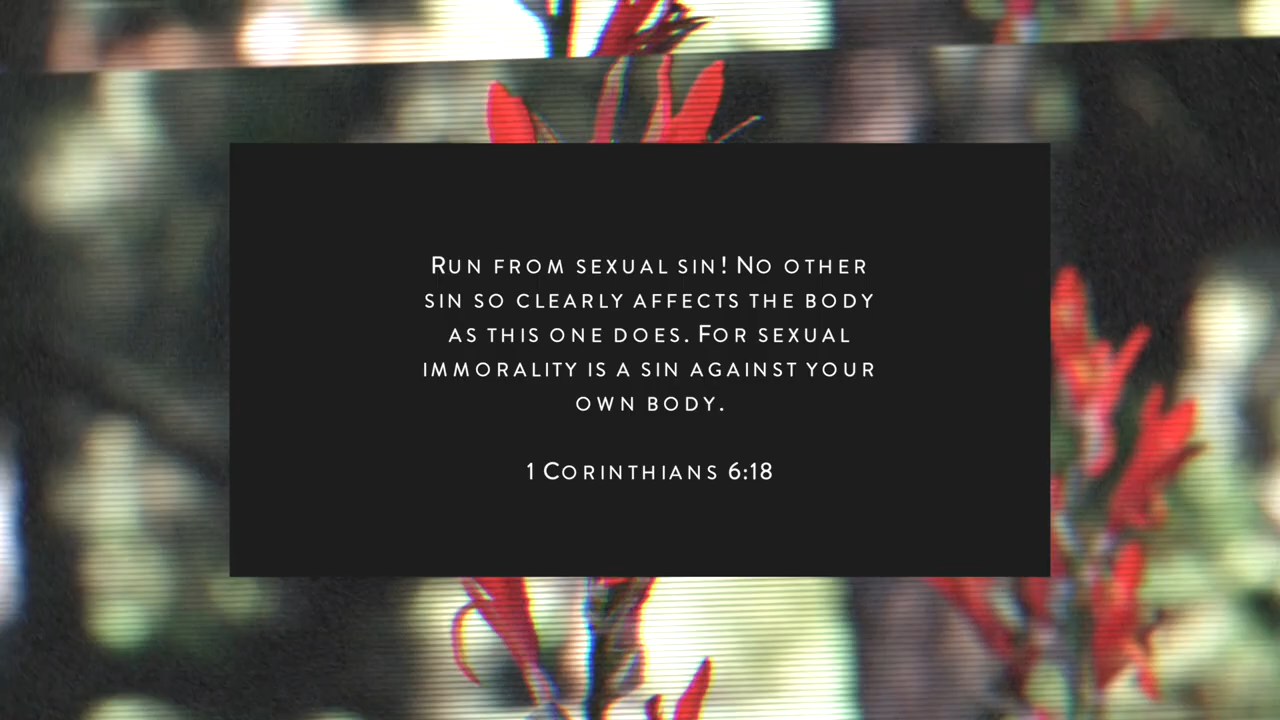 Run from sexual sin! No other
sin so clearly affects the body
as this one does. For sexual
immorality is a sin against your
own body.
1 Corinthians 6:18